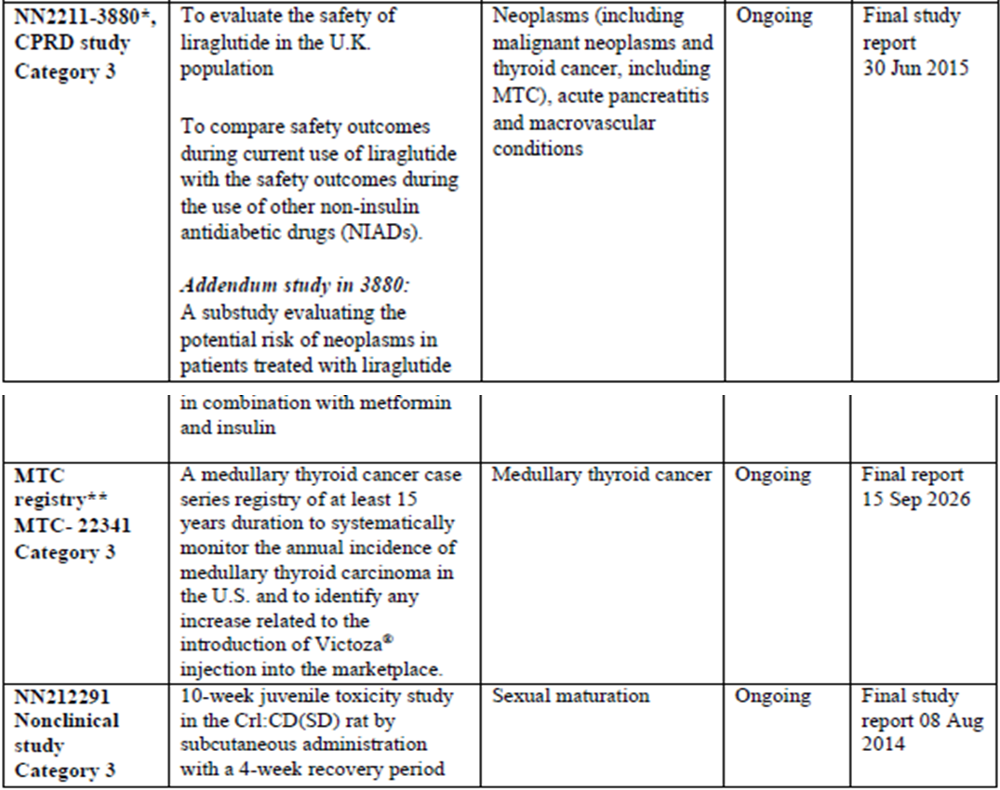 NN2211-3880*,
CPRD study
Category 3
To evaluate the safety of
liraglutide in the U.K.
population
To compare safety outcomes
during current use of liraglutide
with the safety outcomes during
the use of other non-insulin
antidiabetic drugs (NIADs).
Addendum study in 3880:
A substudy evaluating the
potential risk of neoplasms in
patients treated with liraglutide
Neoplasms (including
malignant neoplasms and
thyroid cancer, including
MTC), acute pancreatitis
and macrovascular
conditions
Ongoing
Final study
report
30 Jun 2015
in combination with metformin
and insulin
MTC
registry**
MTC- 22341
Category 3
A medullary thyroid cancer case
series registry of at least 15
years duration to systematically
monitor the annual incidence of
medullary thyroid carcinoma in
the U.S. and to identify any
increase related to the
introduction of Victoza®
injection into the marketplace.
Medullary thyroid cancer
Ongoing
Final report
15 Sep 2026
NN212291
Nonclinical
study
Category 3
10-week juvenile toxicity study
in the Crl:CD(SD) rat by
subcutaneous administration
with a 4-week recovery period
Sexual maturation
Ongoing
Final study
report 08 Aug
2014